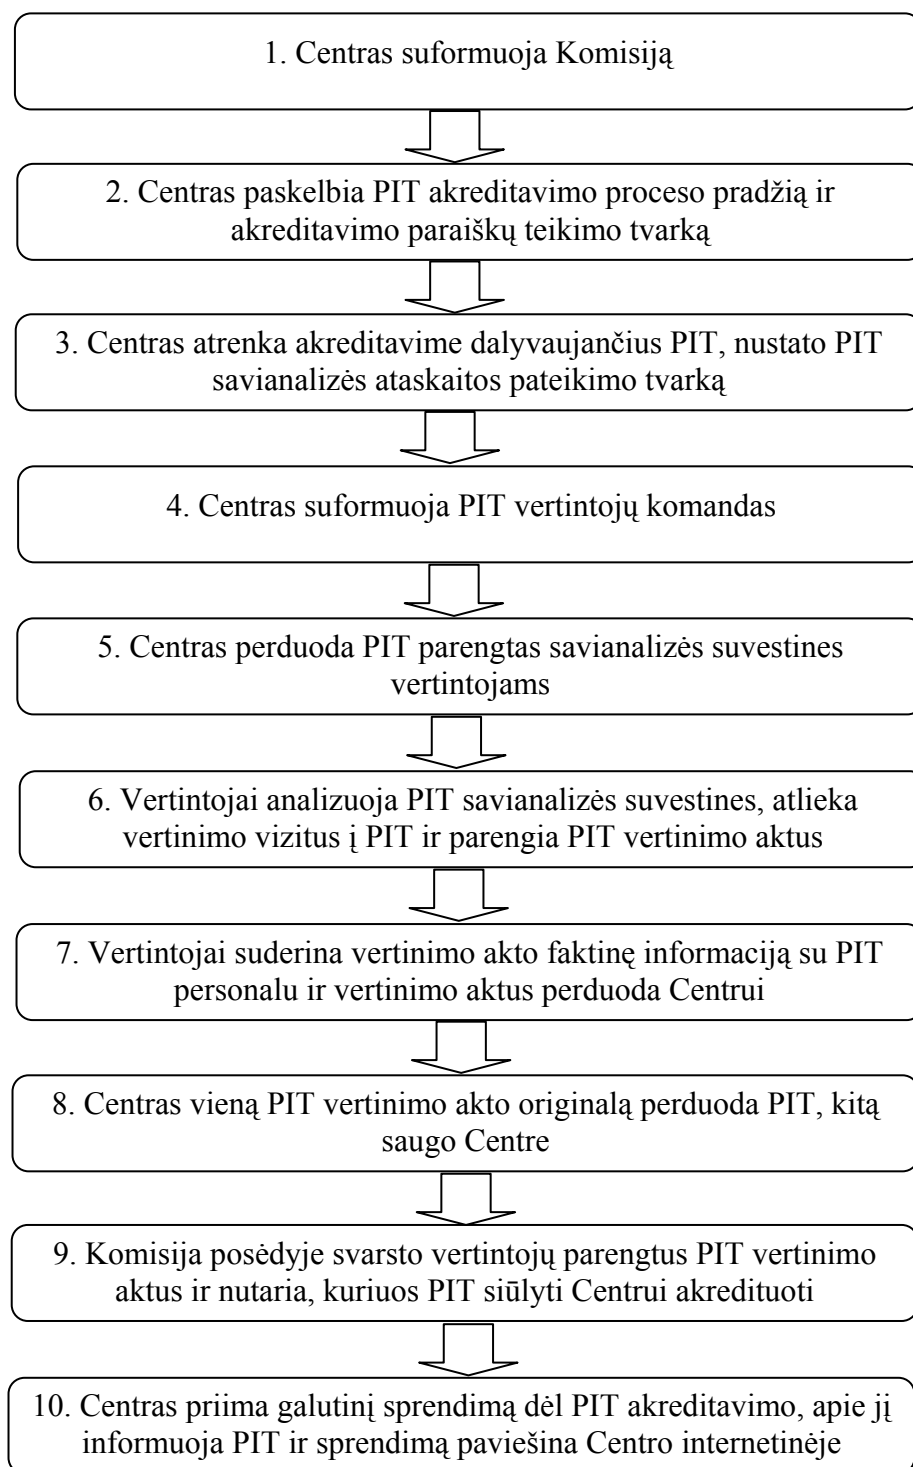 1. Centras suformuoja Komisiją
2. Centras paskelbia PIT akreditavimo proceso pradžią ir
akreditavimo paraiškų teikimo tvarką
3. Centras atrenka akreditavime dalyvaujančius PIT, nustato PIT
savianalizės ataskaitos pateikimo tvarką
4. Centras suformuoja PIT vertintojų komandas
5. Centras perduoda PIT parengtas savianalizės suvestines
vertintojams
6. Vertintojai analizuoja PIT savianalizės suvestines, atlieka
vertinimo vizitus į PIT ir parengia PIT vertinimo aktus
7. Vertintojai suderina vertinimo akto faktinę informaciją su PIT
personalu ir vertinimo aktus perduoda Centrui
8. Centras vieną PIT vertinimo akto originalą perduoda PIT, kitą
saugo Centre
9. Komisija posėdyje svarsto vertintojų parengtus PIT vertinimo
aktus ir nutaria, kuriuos PIT siūlyti Centrui akredituoti
10. Centras priima galutinį sprendimą dėl PIT akreditavimo, apie jį
informuoja PIT ir sprendimą paviešina Centro internetinėje